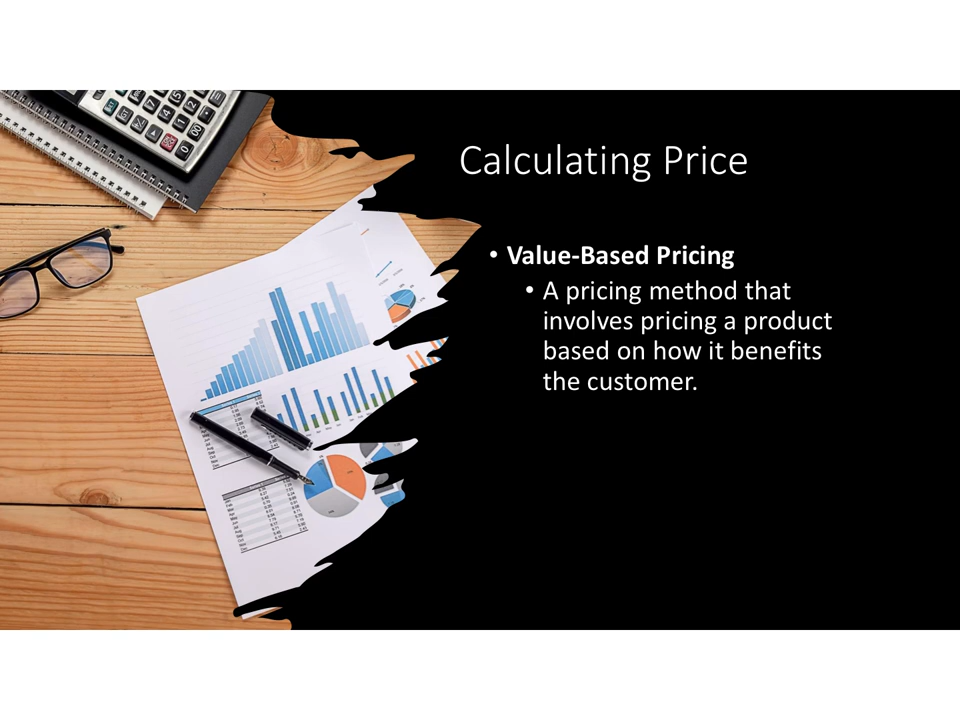 Calculating Price
• Value-Based Pricing
• A pricing method that
involves pricing a product
based on how it benefits
the customer.